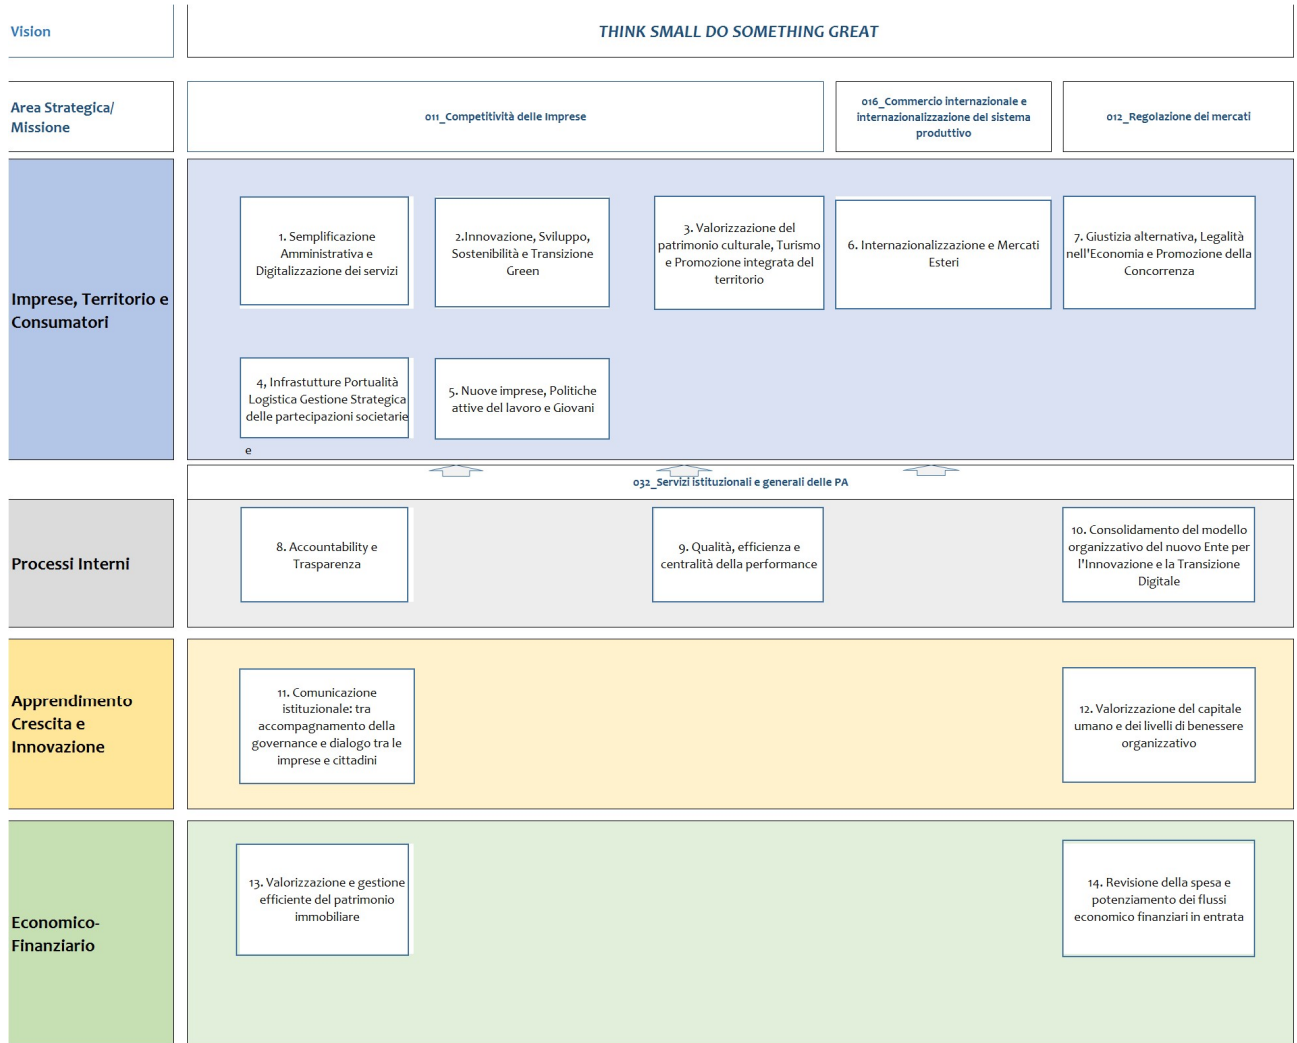 Vision
THINK SMALL DO SOMETHING GREAT
Area Strategica/
Missione
011_Competitività delle Imprese
016_Commercio internazionale e
internazionalizzazione del sistema
produttivo
012_Regolazione dei mercati
Imprese, Territorio e
Consumatori
1. Semplificazione
Amministrativa e
Digitalizzazione dei servizi
2.Innovazione, Sviluppo,
Sostenibilità e Transizione
Green
3. Valorizzazione del
patrimonio culturale, Turismo
e Promozione integrata del
territorio
6. Internazionalizzazione e Mercati
Esteri
7. Giustizia alternativa, Legalità
nell'Economia e Promozione della
Concorrenza
4, Infrastutture Portualità
Logistica Gestione Strategica
delle partecipazioni societarie
e
5. Nuove imprese, Politiche
attive del lavoro e Giovani
032_Servizi istituzionali e generali delle PA
Processi Interni
8. Accountability e
Trasparenza
9. Qualità, efficienza e
centralità della performance
10. Consolidamento del modello
organizzativo del nuovo Ente per
l'Innovazione e la Transizione
Digitale
Apprendimento
Crescita e
Innovazione
11. Comunicazione
istituzionale: tra
accompagnamento della
governance e dialogo tra le
imprese e cittadini
12. Valorizzazione del capitale
umano e dei livelli di benessere
organizzativo
Economico-
Finanziario
13. Valorizzazione e gestione
efficiente del patrimonio
immobiliare
14. Revisione della spesa e
potenziamento dei flussi
economico finanziari in entrata